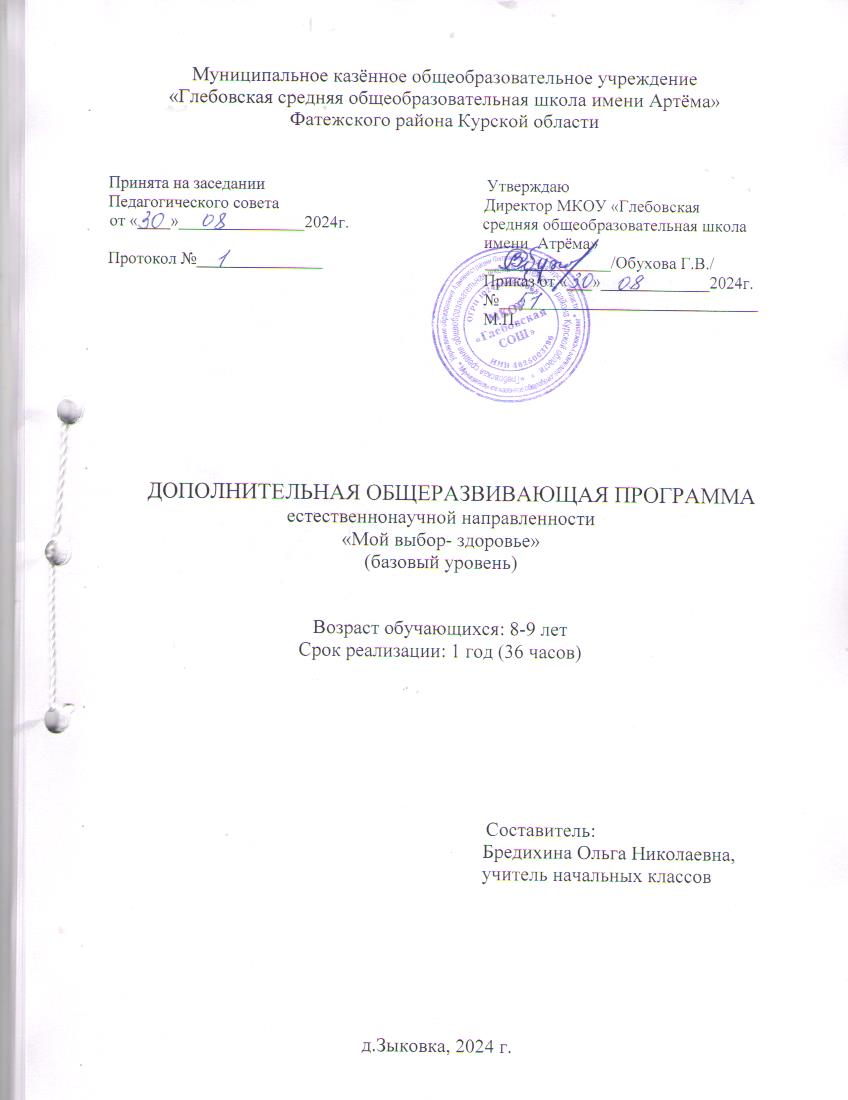 Муниципальное казённое общеобразовательное учреждение
«Глебовская средняя общеобразовательная школа имени Артёма»
Фатежского района Курской области
Принята на заседании
Педагогического совета
от «30»  08  2024г.
Протокол № 1
Утверждаю
Директор МКОУ «Глебовская
средняя общеобразовательная школа
имени Атрёма»
/Обухова Г.В./
Приказ от «30» 08 2024г.
№
М.П.
МКОУ
«Глебовская
СОШ»
ДОПОЛНИТЕЛЬНАЯ ОБЩЕРАЗВИВАЮЩАЯ ПРОГРАММА
естественнонаучной направленности
«Мой выбор- здоровье»
(базовый уровень)
Возраст обучающихся: 8-9 лет
Срок реализации: 1 год (36 часов)
Составитель:
Бредихина Ольга Николаевна,
учитель начальных классов
д.Зыковка, 2024 г.